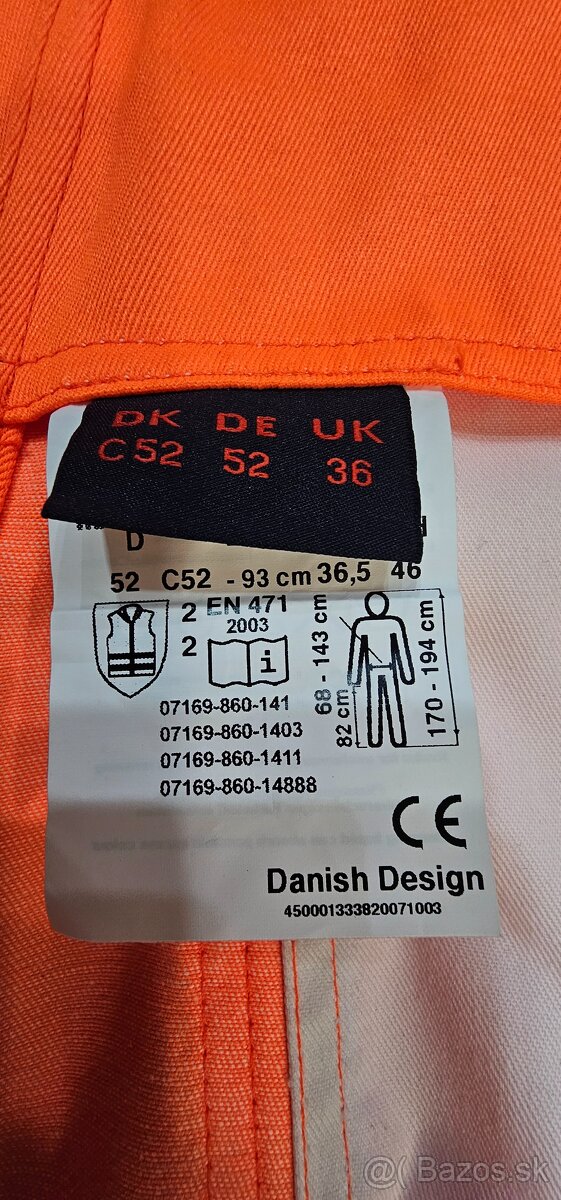 DK DE UK
C52 52 36
D
52 C52 - 93 cm 36,5 46
2 EN 471
2003
2
i
68 - 143 cm
82 cm
170 - 194 cm
07169-860-141
07169-860-1403
07169-860-1411
07169-860-14888
CE
Danish Design
450001333820071003
@Bazos.sk